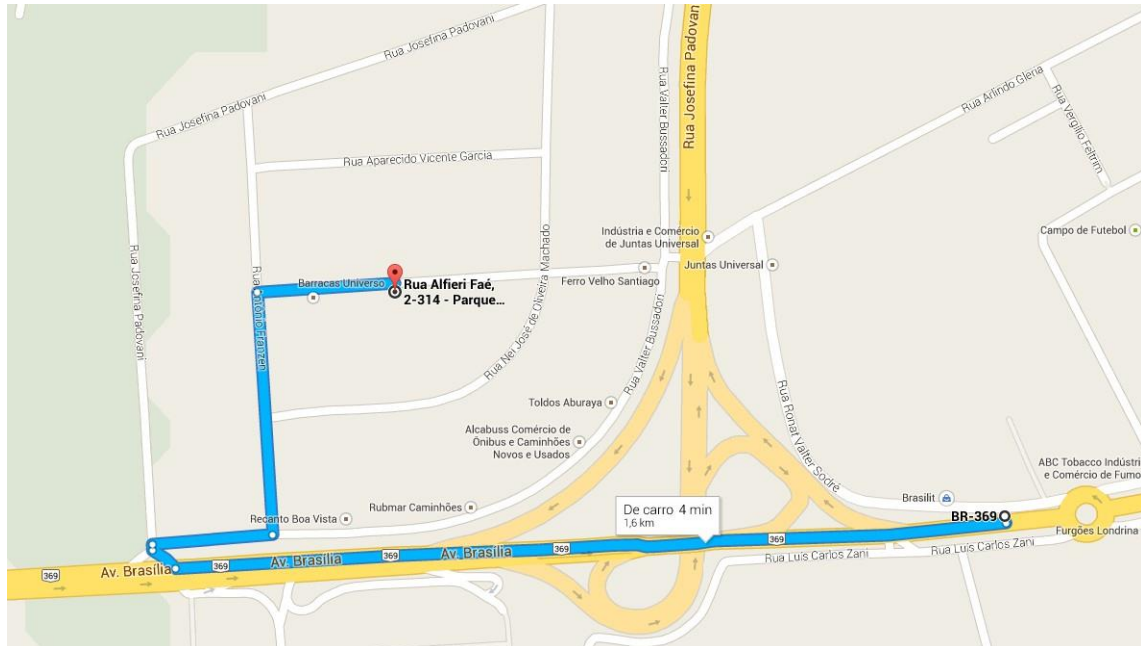 Rua Josefina Padovani
Rua Josefina Padovani
Rua Josefina Padovan
Rua Valter Bussadori
Rua Arlindo Gleria
Rua Vergílio Feltrim
Rua Aparecido Vicente Garcia
Rua Josefina Padovani
Rua Antonio Franzen
Rua Nei José de Oliveira Machado
Indústria e Comércio
de Juntas Universal
Campo de Futebol
Juntas Universal
Barracas Universo
Rua Alfieri Faé,
2-314 - Parque...
Ferro Velho Santiago
Rua Valter Bussadori
Rua Ronat Valter Sodré
Toldos Aburaya
Alcabuss Comércio de
Ônibus e Caminhões
Novos e Usados
ABC Tobacco Indústri
e Comércio de Fumo
Rubmar Caminhões
Recanto Boa Vista
Brasilit
De carro 4 min
1,6 km
BR-369
Furgões Londrina
369
Av. Brasília
369
Av. Brasília
369
Av. Brasília
369
Rua Luis Carlos Zani
Rua Luis Carlos Zani